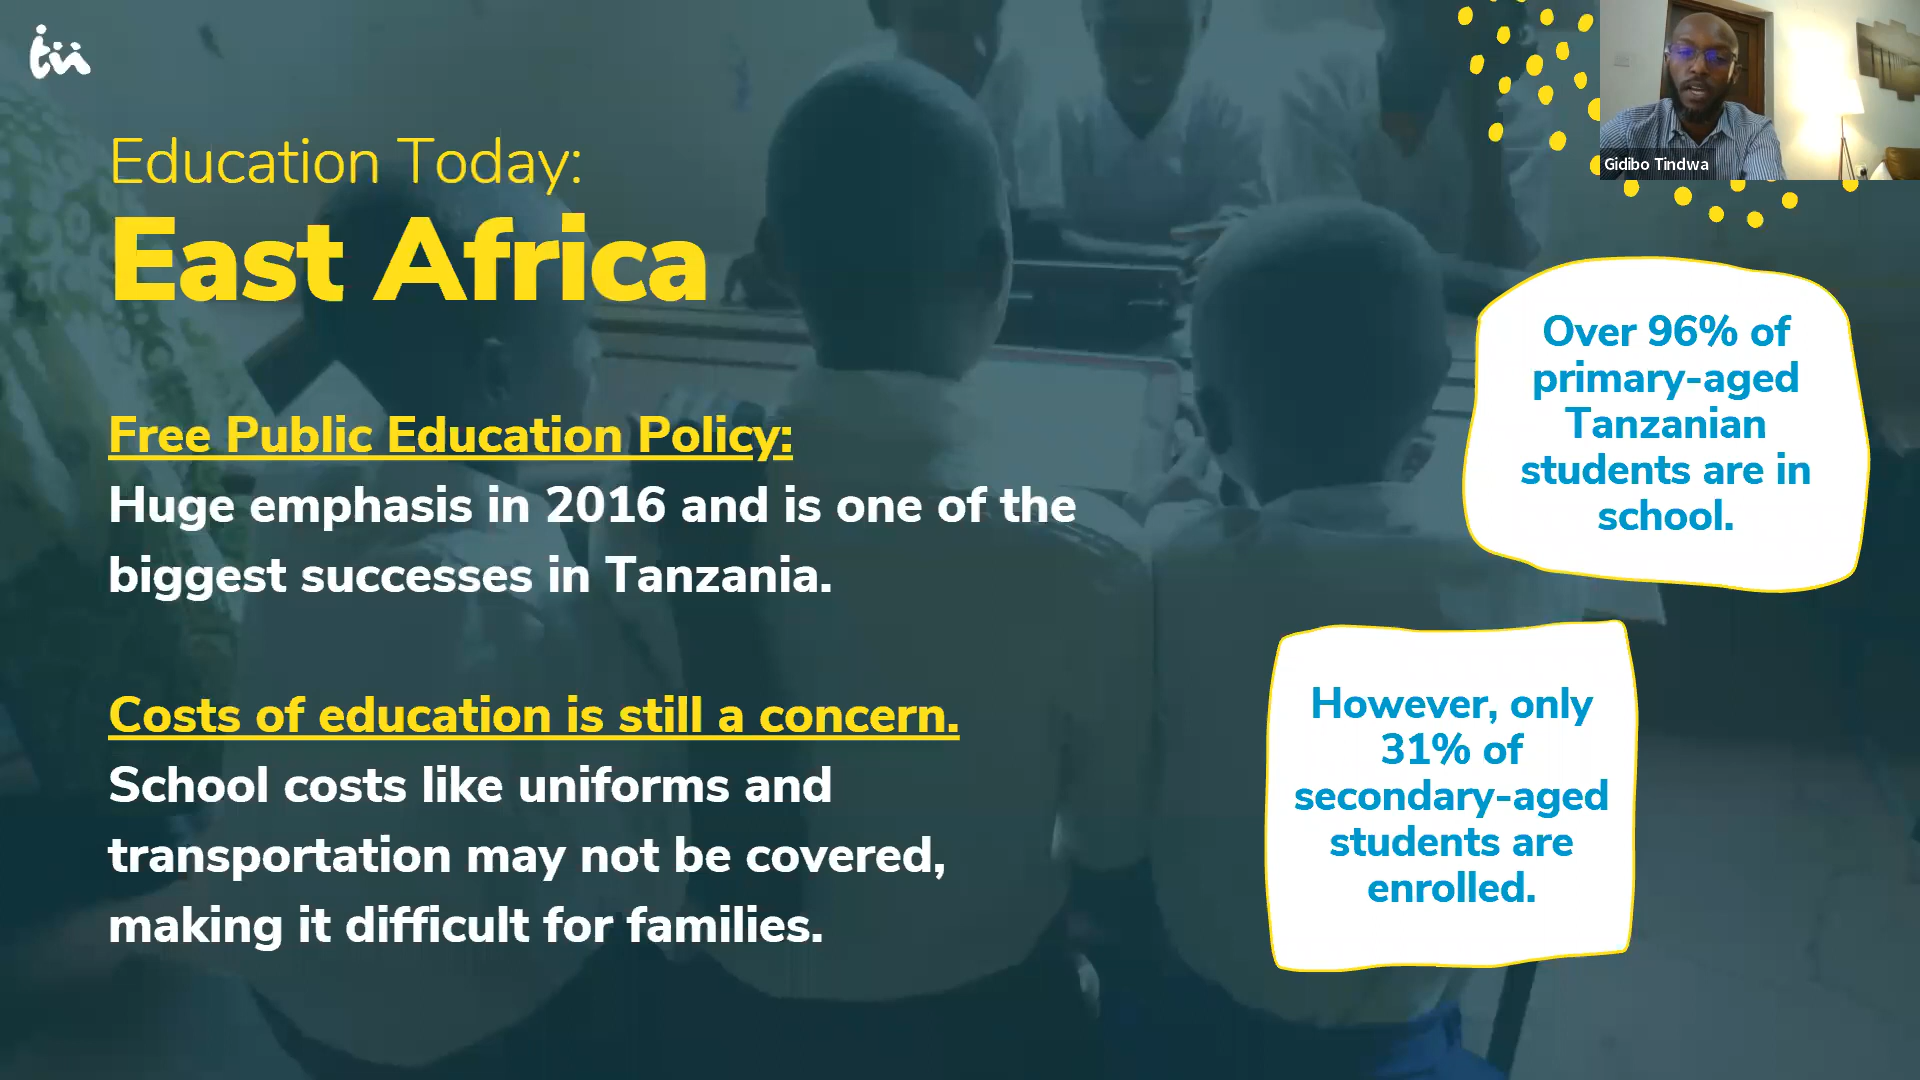 tii
Education Today:
East Africa
Free Public Education Policy:
Huge emphasis in 2016 and is one of the
biggest successes in Tanzania.
Costs of education is still a concern.
School costs like uniforms and
transportation may not be covered,
making it difficult for families.
Gidibo Tindwa
Over 96% of
primary-aged
Tanzanian
students are in
school.
However, only
31% of
secondary-aged
students are
enrolled.